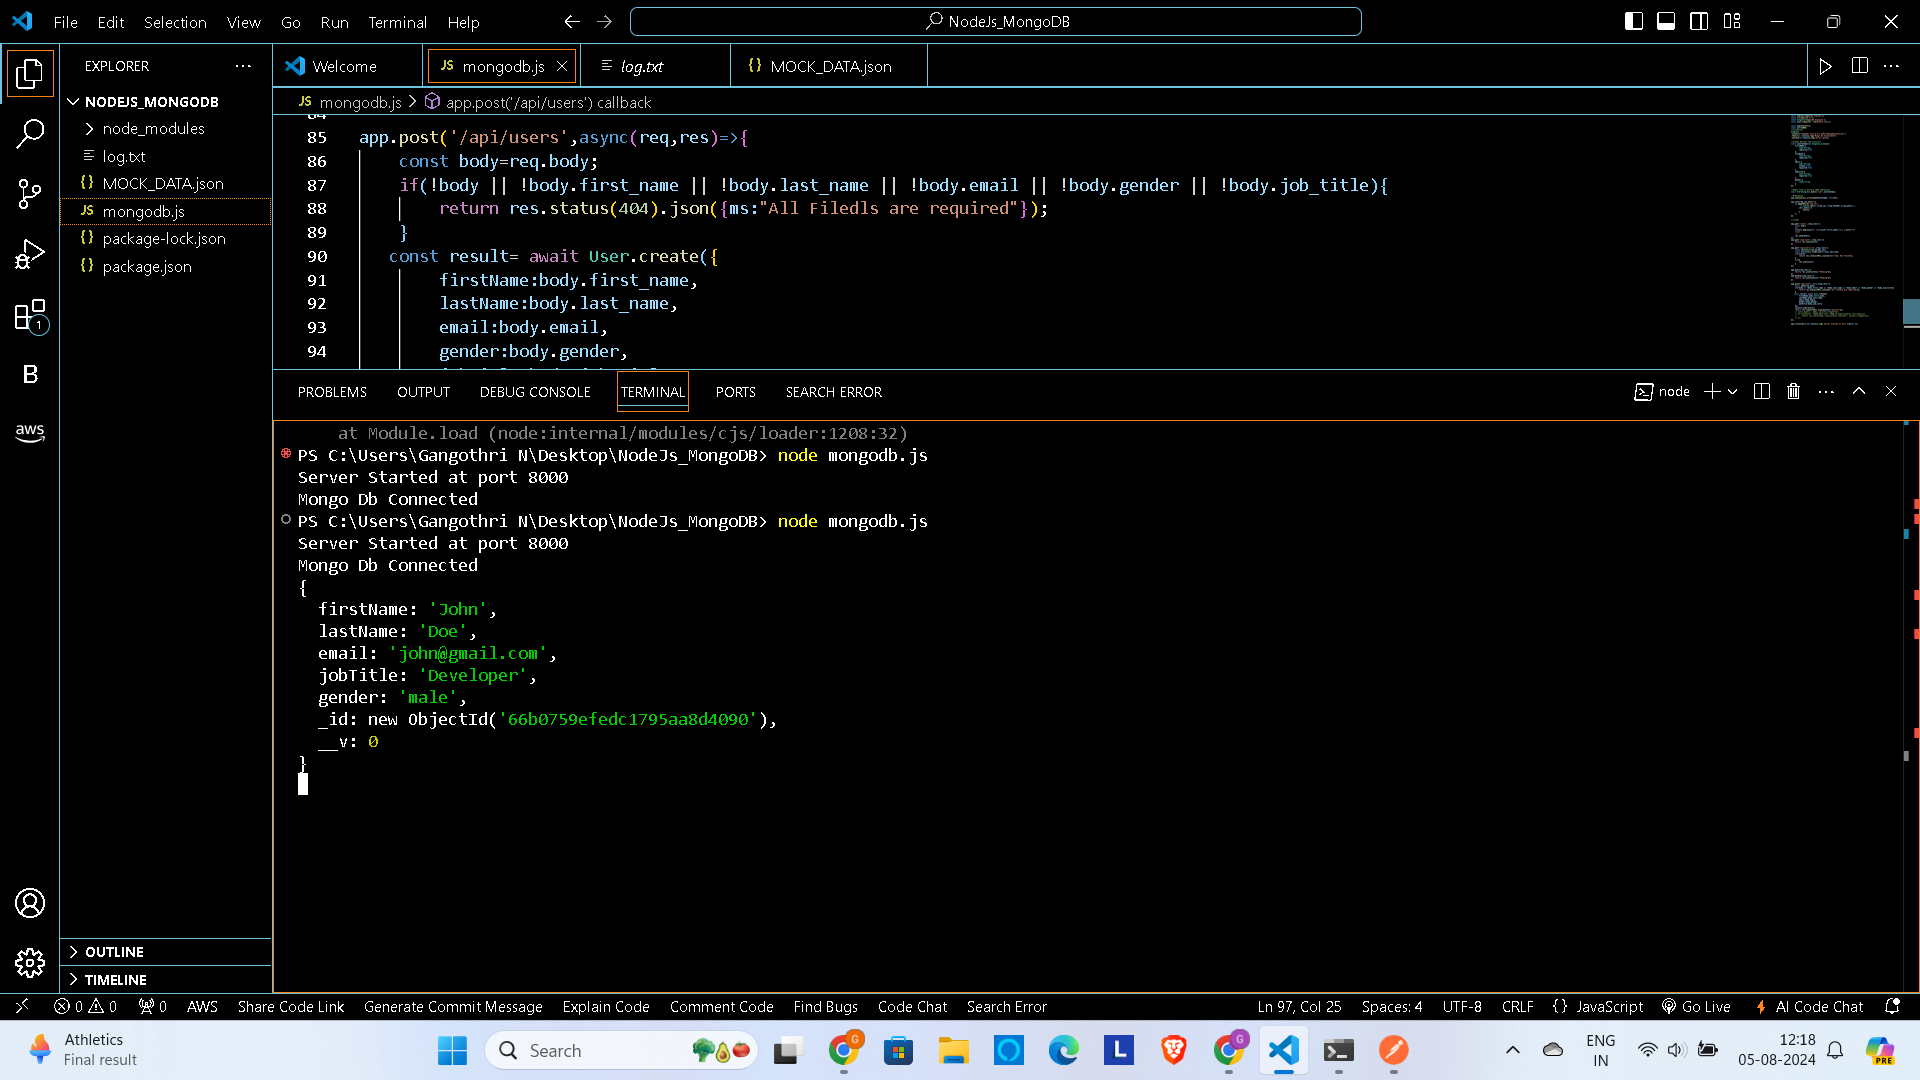 File Edit Selection View Go Run Terminal Help
NodeJs_MongoDB
EXPLORER
Welcome
JS mongodb.js
log.txt
{} MOCK_DATA.json
NODEJS_MONGODB
node_modules
log.txt
{} MOCK_DATA.json
JS mongodb.js
{} package-lock.json
{} package.json
1
B
aws
OUTLINE
TIMELINE
JS mongodb.js > app.post('/api/users') callback
84
85 app.post('/api/users',async(req,res)=>{
86 const body=req.body;
87 if(!body || !body.first_name || !body.last_name || !body.email || !body.gender || !body.job_title){
88 return res.status(404).json({ms:"All Filedls are required"});
89 }
90 const result= await User.create({
91 firstName:body.first_name,
92 lastName:body.last_name,
93 email:body.email,
94 gender:body.gender,
PROBLEMS OUTPUT DEBUG CONSOLE TERMINAL PORTS SEARCH ERROR
node
at Module.load (node:internal/modules/cjs/loader:1208:32)
PS C:\Users\Gangothri N\Desktop\NodeJs_MongoDB> node mongodb.js
Server Started at port 8000
Mongo Db Connected
PS C:\Users\Gangothri N\Desktop\NodeJs_MongoDB> node mongodb.js
Server Started at port 8000
Mongo Db Connected
{
firstName: 'John',
lastName: 'Doe',
email: 'john@gmail.com',
jobTitle: 'Developer',
gender: 'male',
_id: new ObjectId('66b0759efedc1795aa8d4090'),
__v: 0
}
0 0 0 AWS Share Code Link Generate Commit Message Explain Code Comment Code Find Bugs Code Chat Search Error
Ln 97, Col 25 Spaces: 4 UTF-8 CRLF {} JavaScript Go Live AI Code Chat
Athletics
Final result
Search
G
L
G
ENG
IN
12:18
05-08-2024
PRE